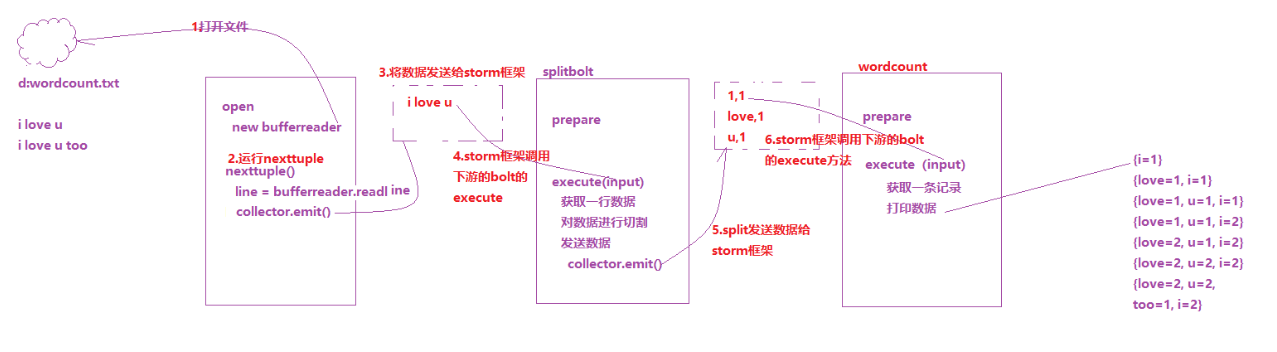 1.打开文件
d:wordcount.txt
i love u
i love u too
open
new bufferreader
2.运行nexttuple
nexttuple()
line = bufferreader.readl ine
collector.emit()
3.将数据发送给storm框架
i love u
4.storm框架调用
下游的bolt的
execute
splitbolt
prepare
execute(input)
获取一行数据
对数据进行切割
发送数据
collector.emit()
1,1
love,1
u,1
5.split发送数据给
storm框架
6.storm框架调用下游的bolt
的execute方法
wordcount
prepare
execute (input)
获取一条记录
打印数据
{i=1}
{love=1, i=1}
{love=1, u=1, i=1}
{love=1, u=1, i=2}
{love=2, u=1, i=2}
{love=2, u=2, i=2}
{love=2, u=2,
too=1, i=2}